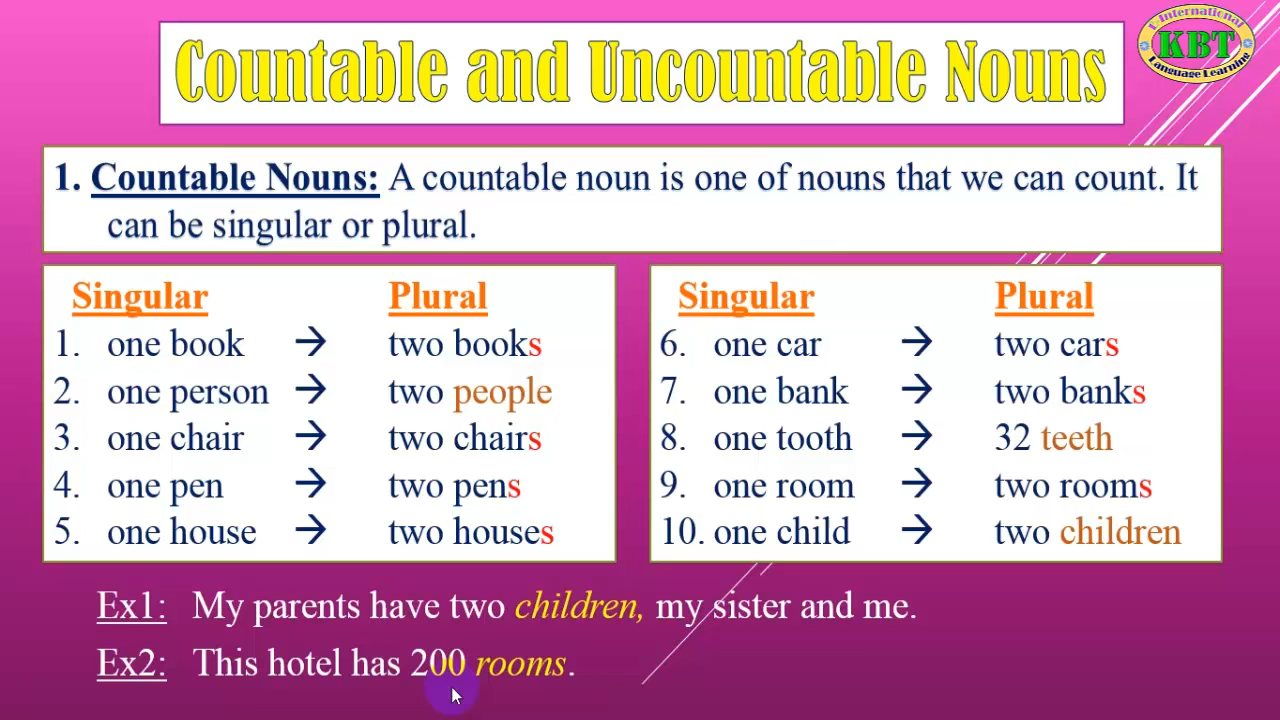 Countable and Uncountable Nouns
E-International
KBT
Language Learning
1. Countable Nouns: A countable noun is one of nouns that we can count. It
can be singular or plural.
Singular Plural
1. one book → two books
2. one person → two people
3. one chair → two chairs
4. one pen → two pens
5. one house → two houses
Singular Plural
6. one car → two cars
7. one bank → two banks
8. one tooth → 32 teeth
9. one room → two rooms
10. one child → two children
Ex1: My parents have two children, my sister and me.
Ex2: This hotel has 200 rooms.